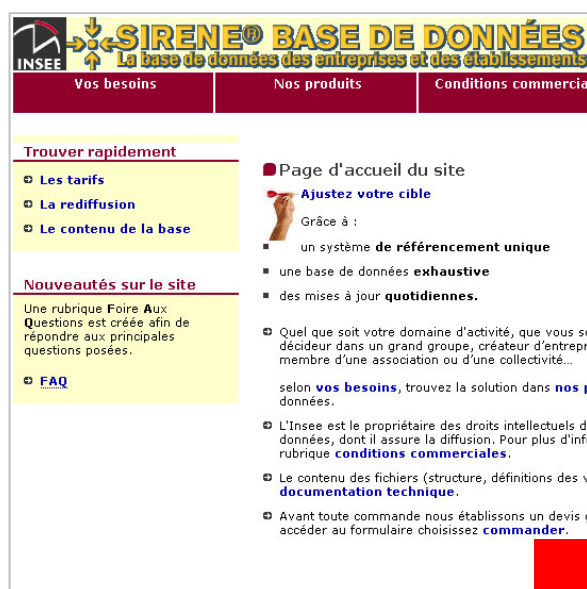 INSEE
SIRENE® BASE DE DONNÉES
La base de données des entreprises et des établissements
Vos besoins
Nos produits
Conditions
Trouver rapidement
Les tarifs
La rediffusion
Le contenu de la base
Nouveautés sur le site
Une rubrique Foire Aux
Questions est créée afin de
répondre aux principales
questions posées.
FAQ
Page d'accueil du site
Ajustez votre cible
Grâce à :
un système de référencement unique
une base de données exhaustive
des mises à jour quotidiennes.
Quel que soit votre domaine d'activité, que vous
décideur dans un grand groupe, créateur
membre d'une association ou d'une collectivité...
selon vos besoins, trouvez la solution dans nos
données.
L'Insee est le propriétaire des droits intellectuels
données, dont il assure la diffusion. Pour plus
rubrique conditions commerciales.
Le contenu des fichiers (structure, définitions des
documentation technique.
Avant toute commande nous établissons un devis
accéder au formulaire choisissez commander.